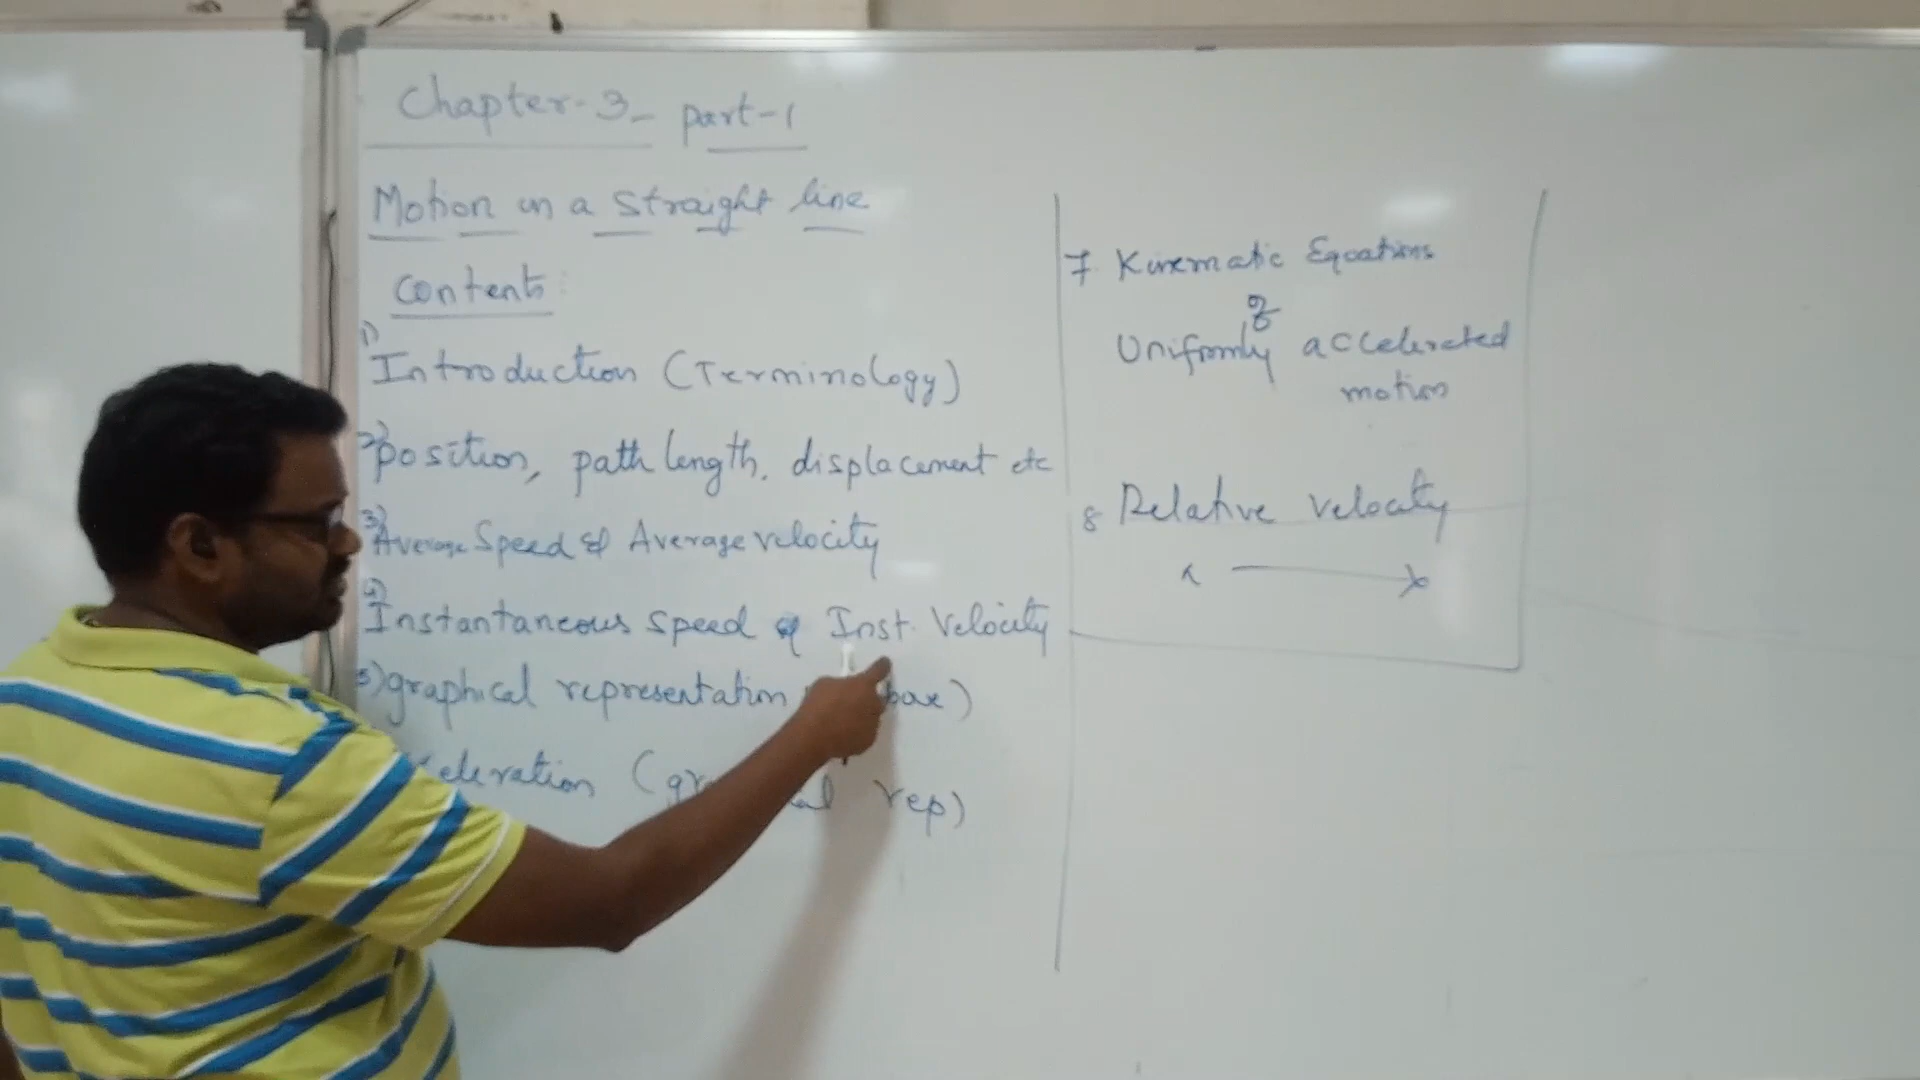 Chapter-3- part-1
Motion in a straight line
Contents:
1)
Introduction (Terminology)
2) position, path length, displacement etc
3) Average Speed & Average velocity
4)
Instantaneous speed & Inst. Velocity
5) graphical representation
rep)
7. Kinematic Equations
of
Uniformly accelerated
motion
8 Relative velocity